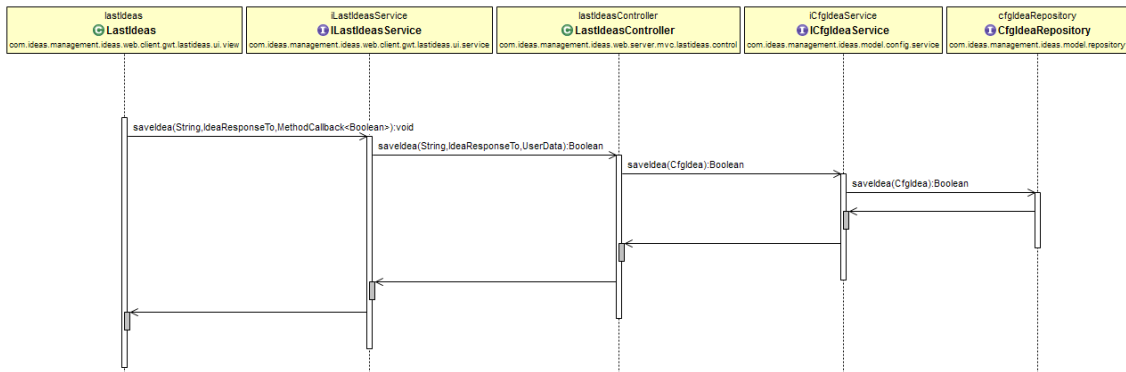 lastIdeas
C LastIdeas
com.ideas.management.ideas.web.client.gwt.lastideas.ui.view
iLastIdeasService
I ILastIdeasService
com.ideas.management.ideas.web.client.gwt.lastideas.ui.service
lastIdeasController
C LastIdeasController
com.ideas.management.ideas.web.server.mvc.lastideas.control
iCfgIdeaService
I ICfgIdeaService
com.ideas.management.ideas.model.config.service
cfgIdeaRepository
I CfgIdeaRepository
com.ideas.management.ideas.model.repository
saveIdea(String,IdeaResponseTo,MethodCallback<Boolean>):void
saveIdea(String,IdeaResponseTo,UserData):Boolean
saveIdea(CfgIdea):Boolean
saveIdea(CfgIdea):Boolean